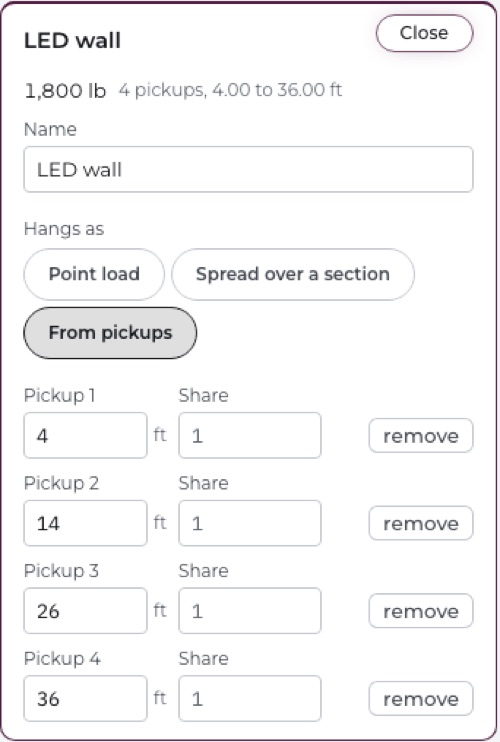 LED wall
Close
1,800 lb 4 pickups, 4.00 to 36.00 ft
Name
LED wall
Hangs as
Point load Spread over a section
From pickups
Pickup 1 Share
4 ft 1 remove
Pickup 2 Share
14 ft 1 remove
Pickup 3 Share
26 ft 1 remove
Pickup 4 Share
36 ft 1 remove